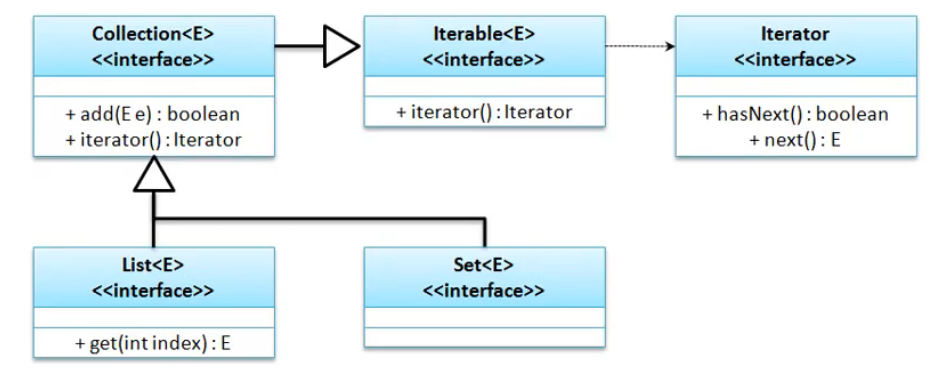 Collection<E>
<<interface>>
+ add(E e) : boolean
+ iterator() : Iterator
Iterable<E>
<<interface>>
+ iterator() : Iterator
Iterator
<<interface>>
+ hasNext() : boolean
+ next() : E
List<E>
<<interface>>
+ get(int index) : E
Set<E>
<<interface>>